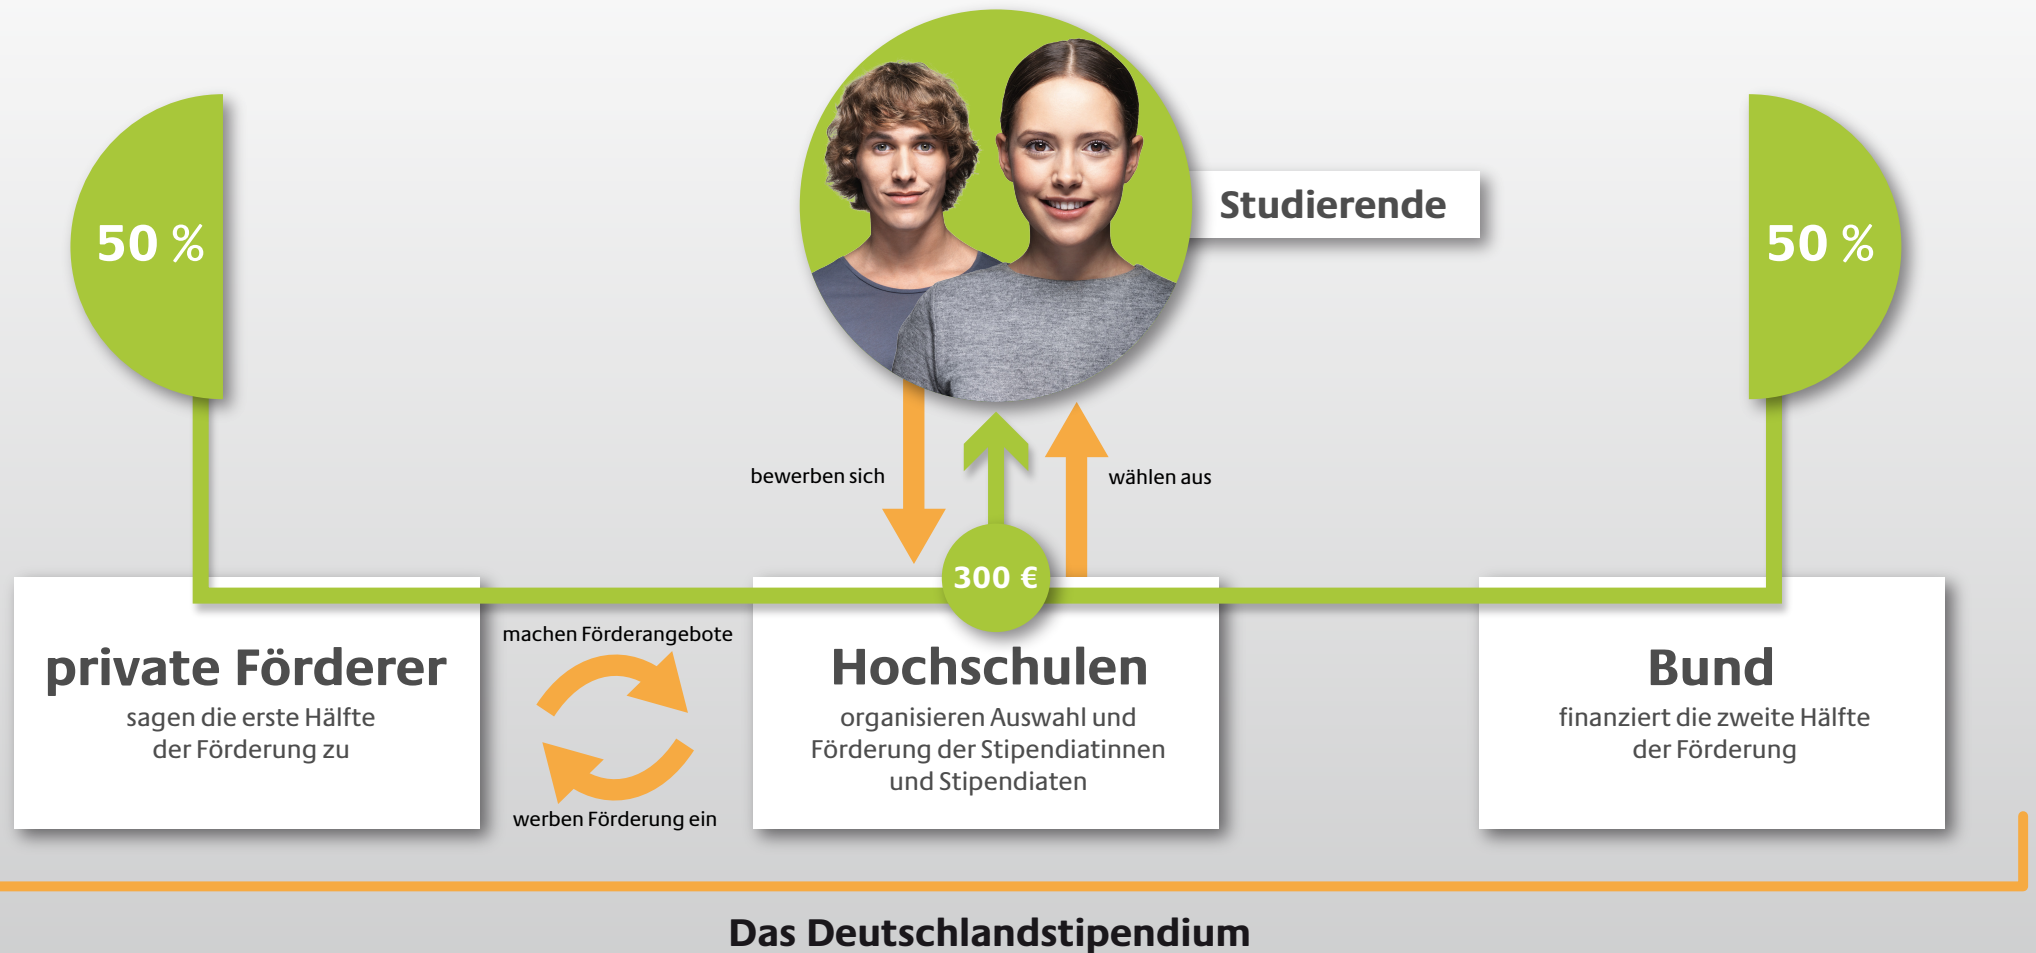 50 %
Studierende
50 %
bewerben sich
wählen aus
300 €
machen Förderangebote
private Förderer
sagen die erste Hälfte
der Förderung zu
werben Förderung ein
Hochschulen
organisieren Auswahl und
Förderung der Stipendiatinnen
und Stipendiaten
Bund
finanziert die zweite Hälfte
der Förderung
Das Deutschlandstipendium